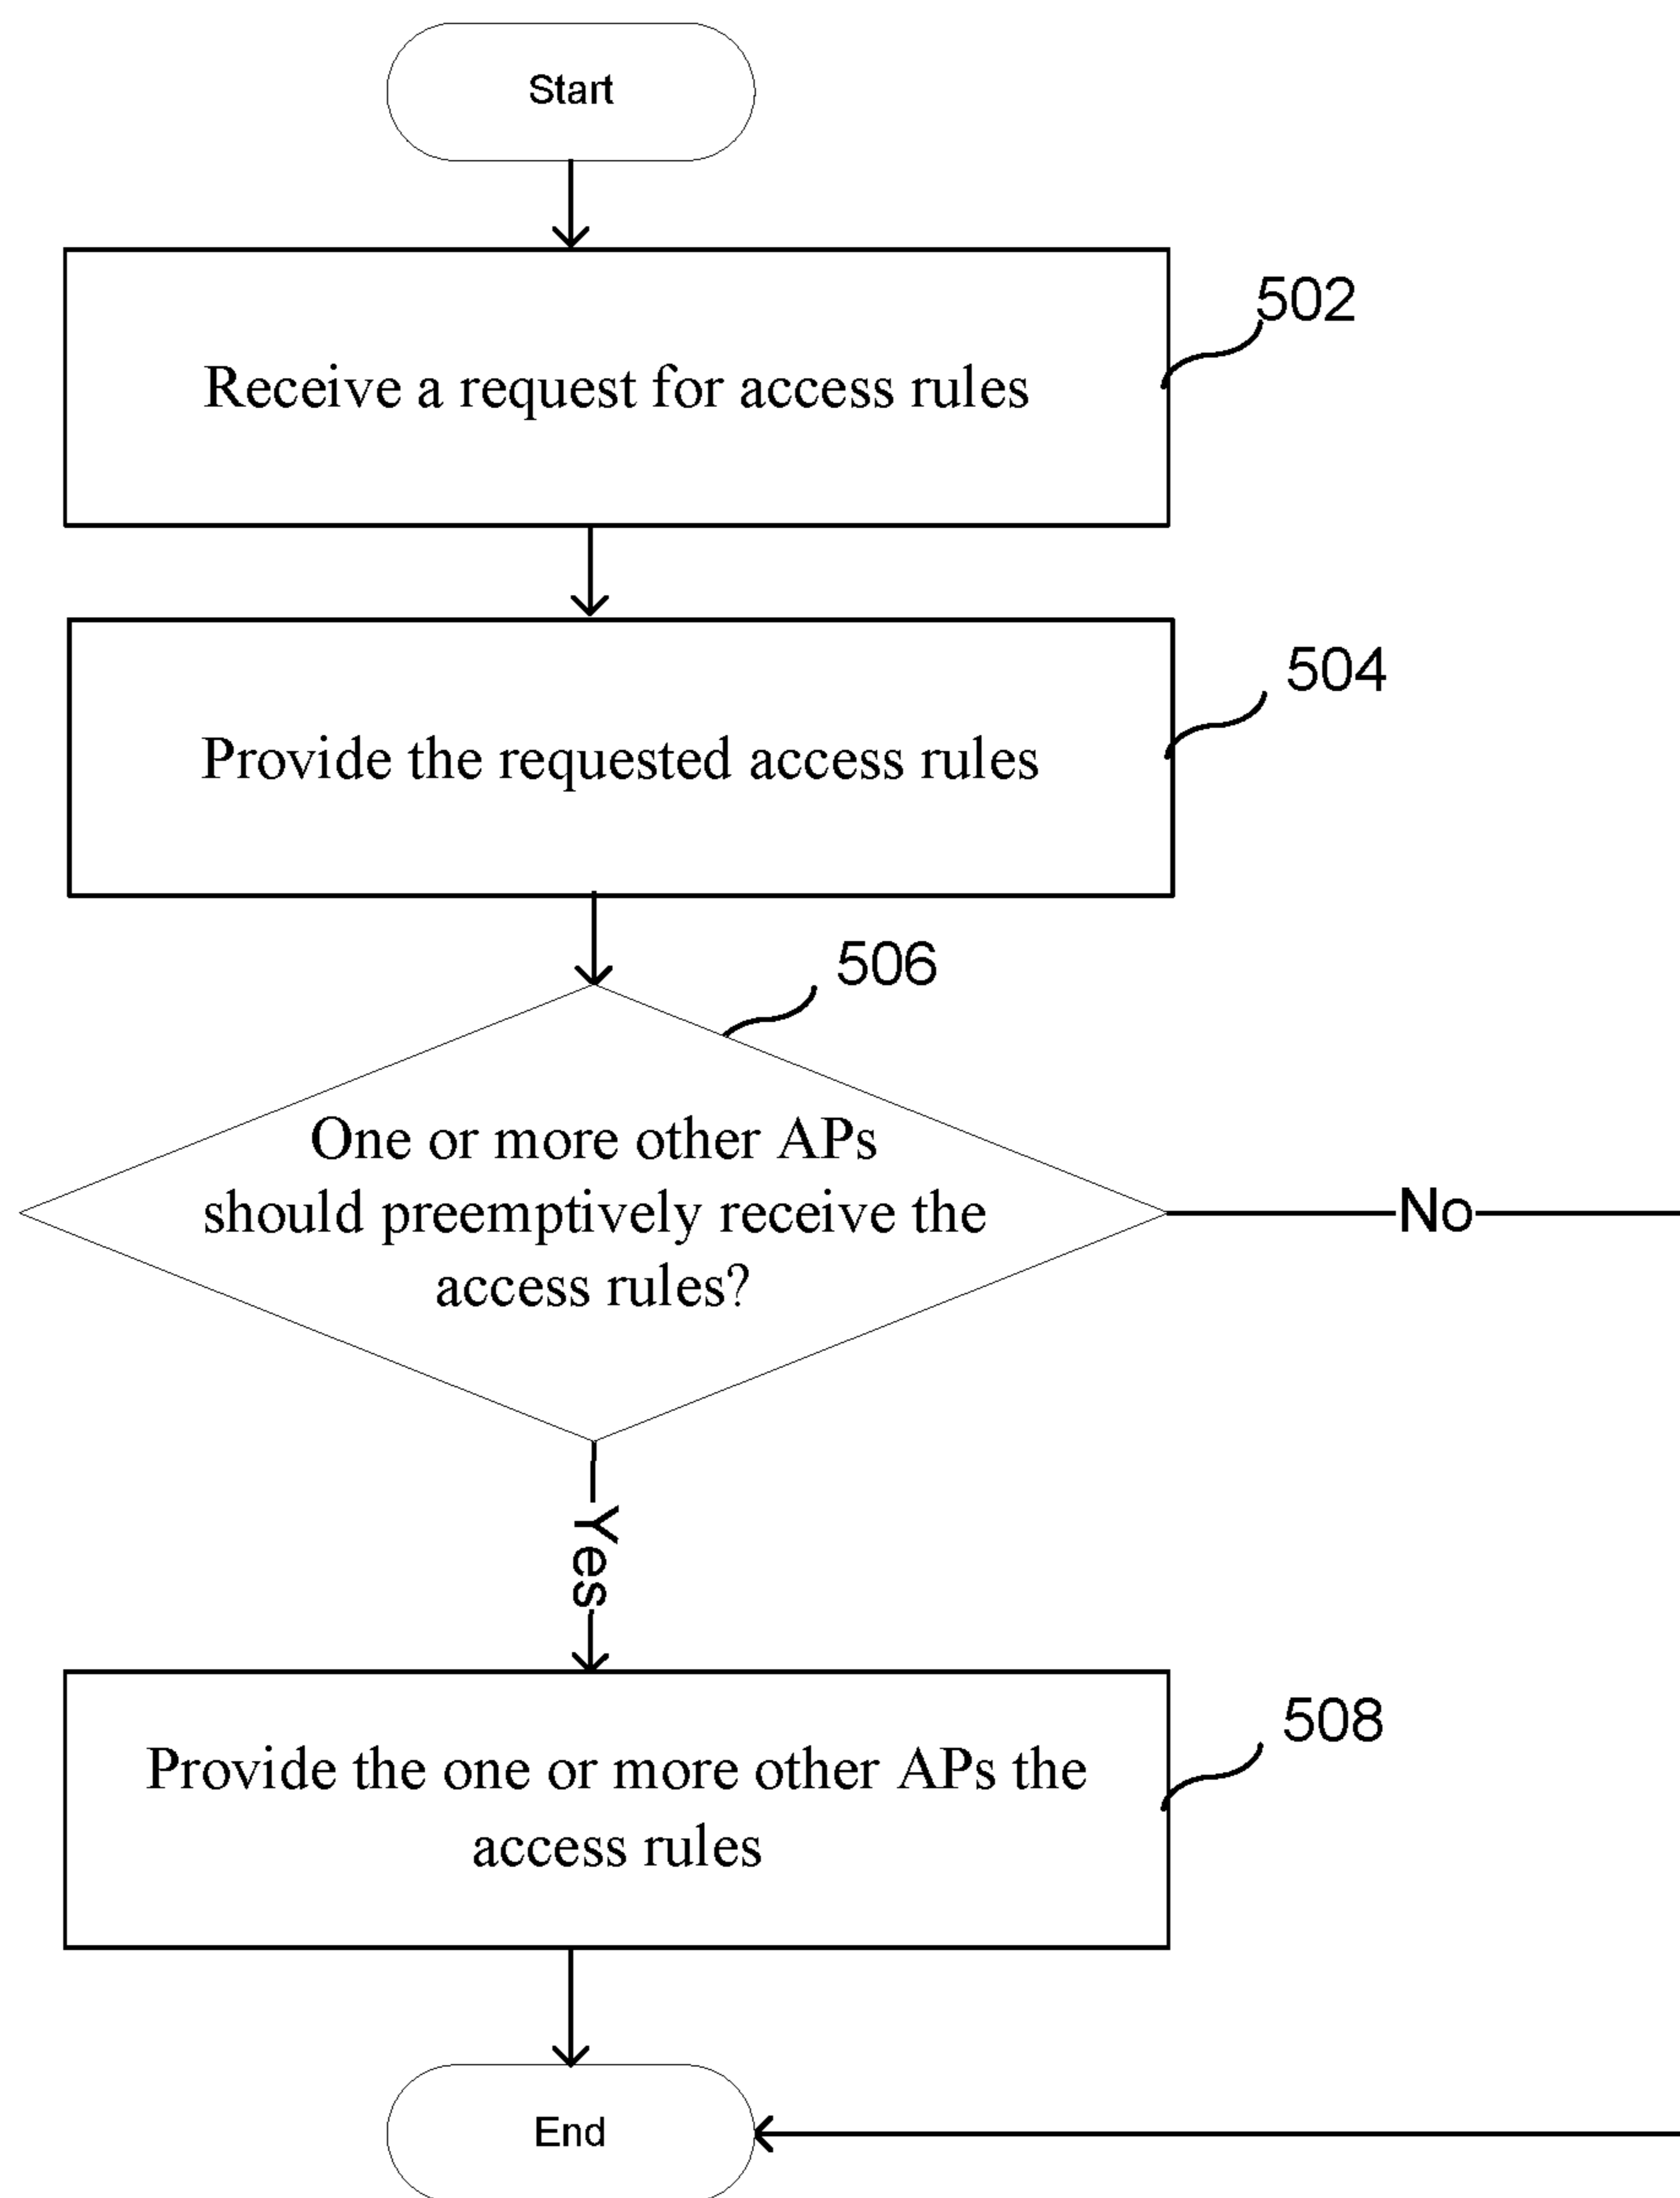 Start
502
Receive a request for access rules
504
Provide the requested access rules
506
One or more other APs
should preemptively receive the
access rules?
No
Yes
508
Provide the one or more other APs the
access rules
End